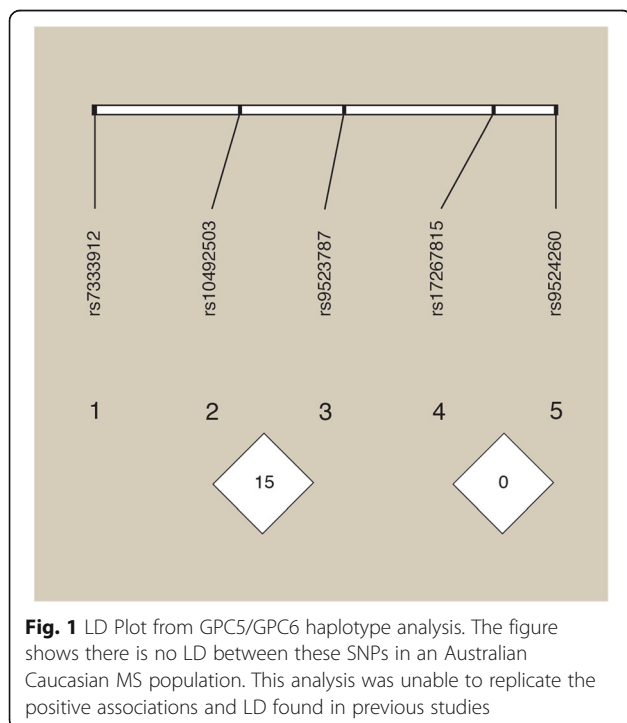 rs7333912
rs10492503
rs9523787
rs17267815
rs9524260
1 2 3 4 5
15 0
Fig. 1 LD Plot from GPC5/GPC6 haplotype analysis. The figure
shows there is no LD between these SNPs in an Australian
Caucasian MS population. This analysis was unable to replicate the
positive associations and LD found in previous studies